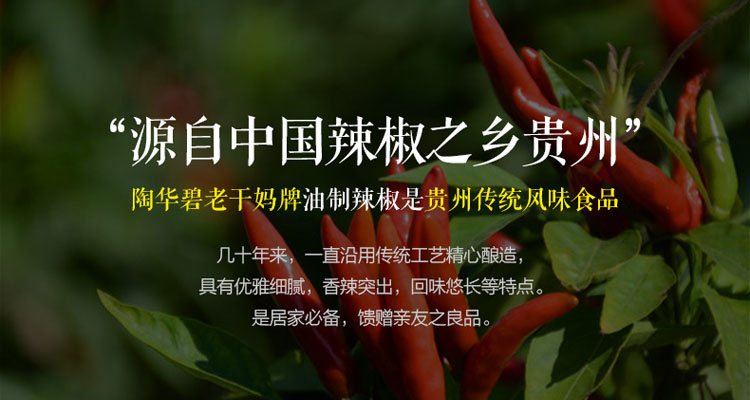 “源自中国辣椒之乡贵州”
陶华碧老干妈牌油制辣椒是贵州传统风味食品
几十年来，一直沿用传统工艺精心酿造，
具有优雅细腻，香辣突出，回味悠长等特点。
是居家必备，馈赠亲友之良品。